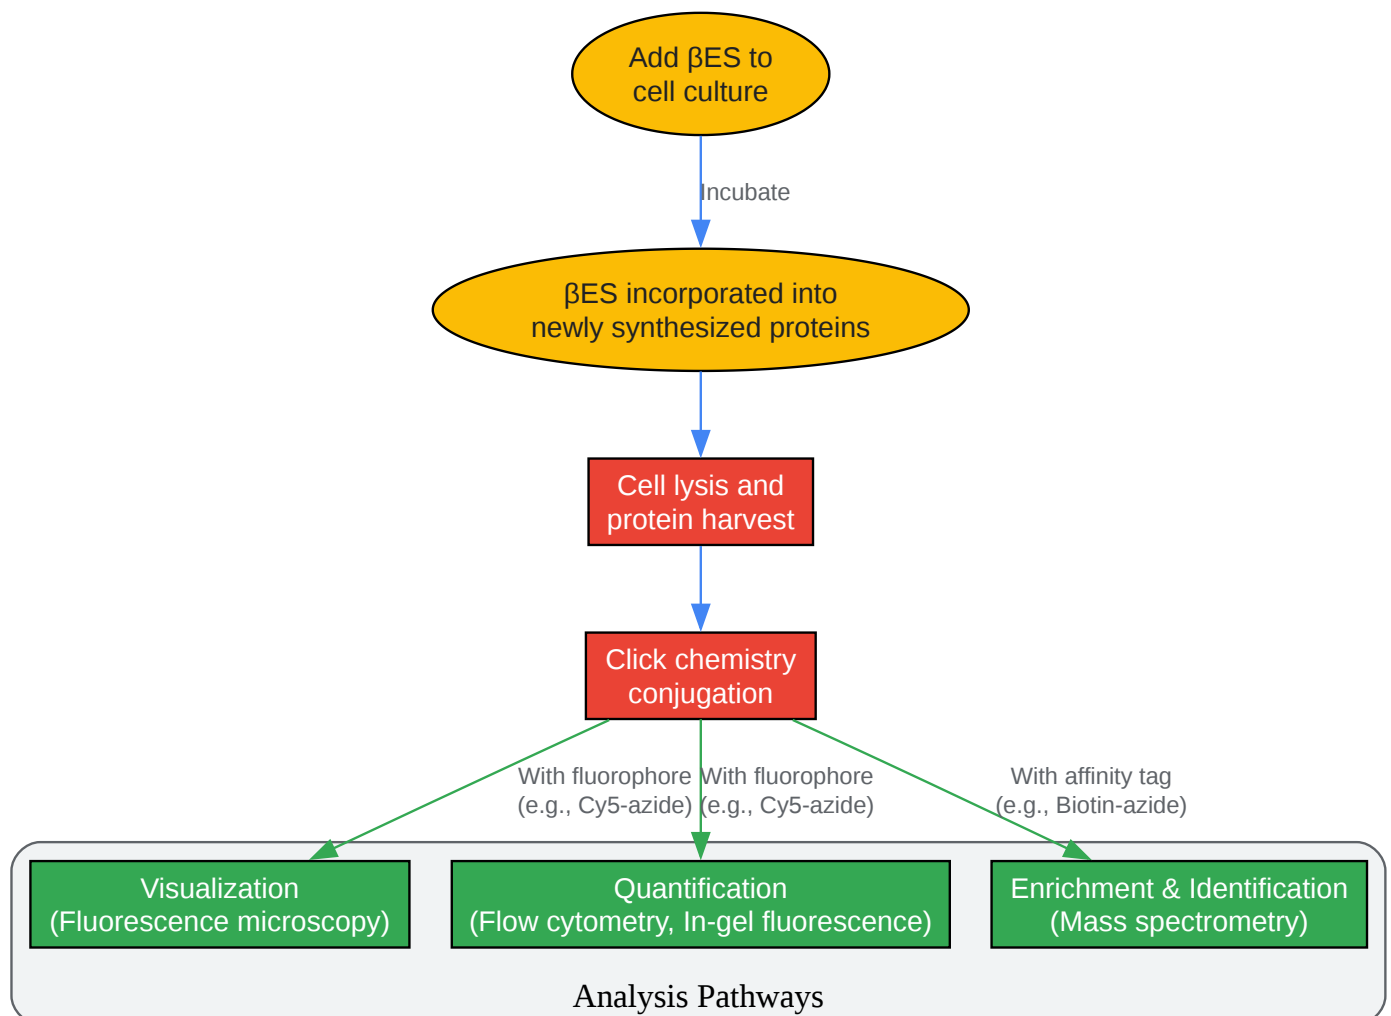 Add βES to
cell culture
Incubate
βES incorporated into
newly synthesized proteins
Cell lysis and
protein harvest
Click chemistry
conjugation
With fluorophore
(e.g., Cy5-azide)
With fluorophore
(e.g., Cy5-azide)
With affinity tag
(e.g., Biotin-azide)
Visualization
(Fluorescence microscopy)
Quantification
(Flow cytometry, In-gel fluorescence)
Enrichment & Identification
(Mass spectrometry)
Analysis Pathways